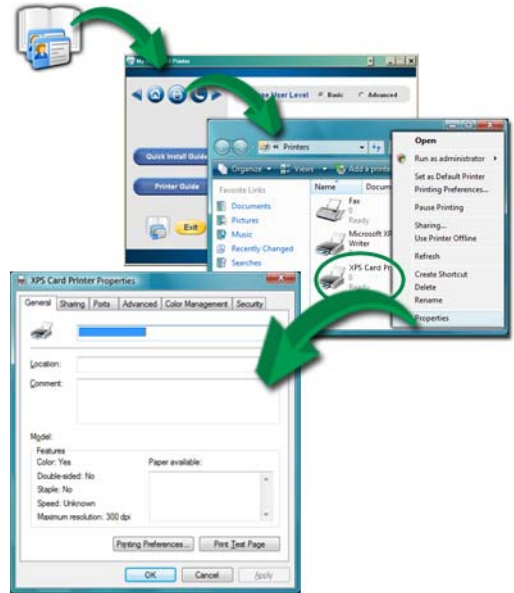 Printer
User Level Basic Advanced
Quick Install Guide
Printer Guide
Exit
Printers
Organize Views Add a printer
Favorite Links
Documents
Pictures
Music
Recently Changed
Searches
Name Docum
Fax
0
Ready
Microsoft XP
Writer
XPS Card Pr
0
Ready
Open
Run as administrator
Set as Default Printer
Printing Preferences...
Pause Printing
Sharing...
Use Printer Offline
Refresh
Create Shortcut
Delete
Rename
Properties
XPS Card Printer Properties
General Sharing Ports Advanced Color Management Security
Location:
Comment:
Model:
Features
Color: Yes Paper available:
Double-sided: No
Staple: No
Speed: Unknown
Maximum resolution: 300 dpi
Printing Preferences... Print Test Page
OK Cancel Apply